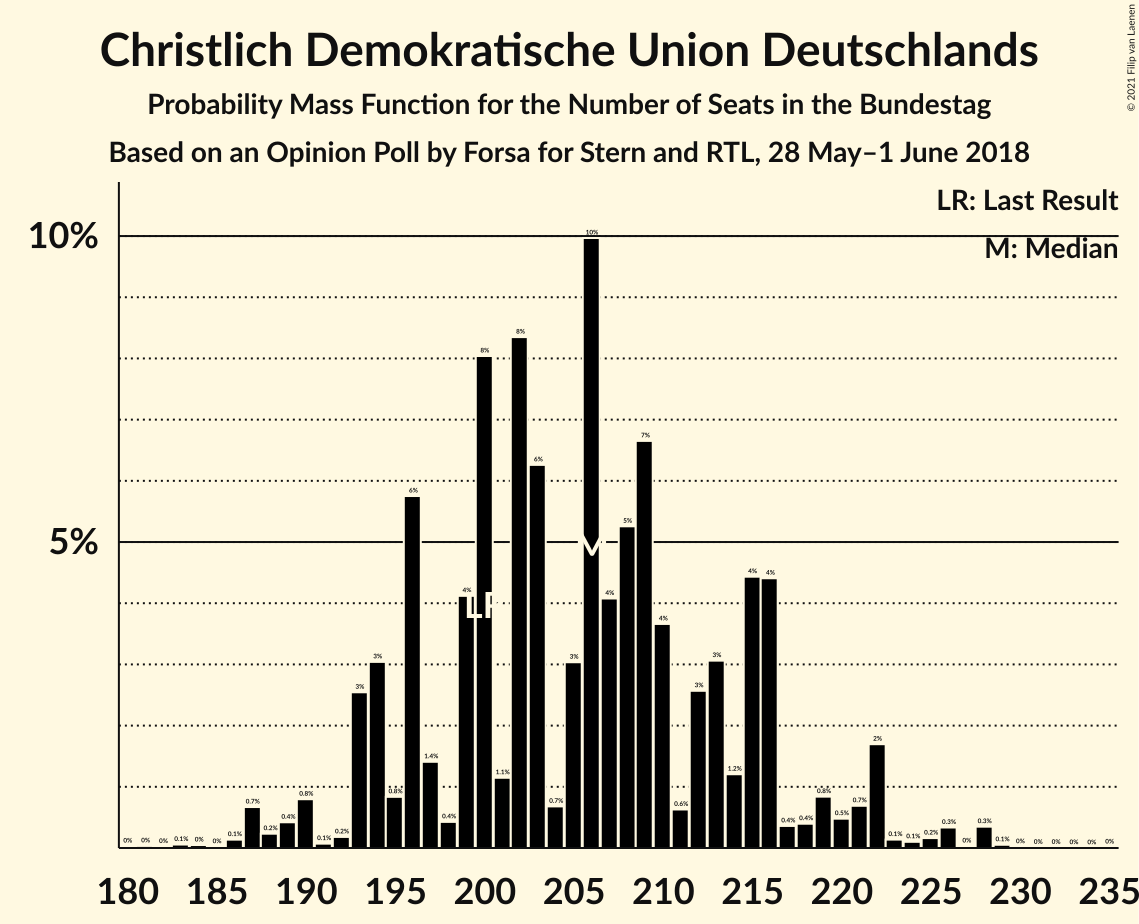 Christlich Demokratische Union Deutschlands
Probability Mass Function for the Number of Seats in the Bundestag
Based on an Opinion Poll by Forsa for Stern and RTL, 28 May–1 June 2018
© 2021 Filip van Laenen
LR: Last Result
M: Median
10%
5%
0% 0% 0% 0.1% 0% 0% 0.1% 0.7% 0.2% 0.4% 0.8% 0.1% 0.2% 3% 3% 0.8% 6% 1.4% 0.4% 4% 8% 1.1% 8% 6% 0.7% 3% 10% 4% 5% 7% 4% 0.6% 3% 3% 1.2% 4% 4% 0.4% 0.4% 0.8% 0.5% 0.7% 2% 0.1% 0.1% 0.2% 0.3% 0% 0.3% 0.1% 0% 0% 0% 0% 0% 0%
LR
M
180 185 190 195 200 205 210 215 220 225 230 235